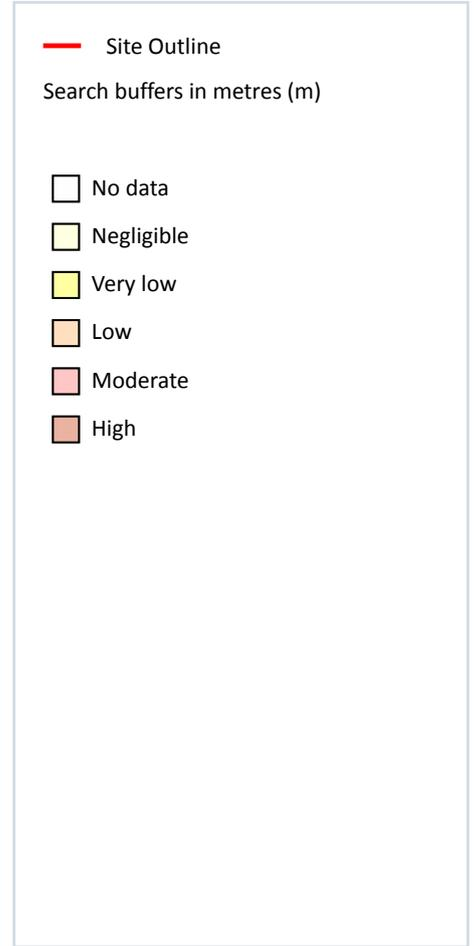 Site Outline
Search buffers in metres (m)
No data
Negligible
Very low
Low
Moderate
High